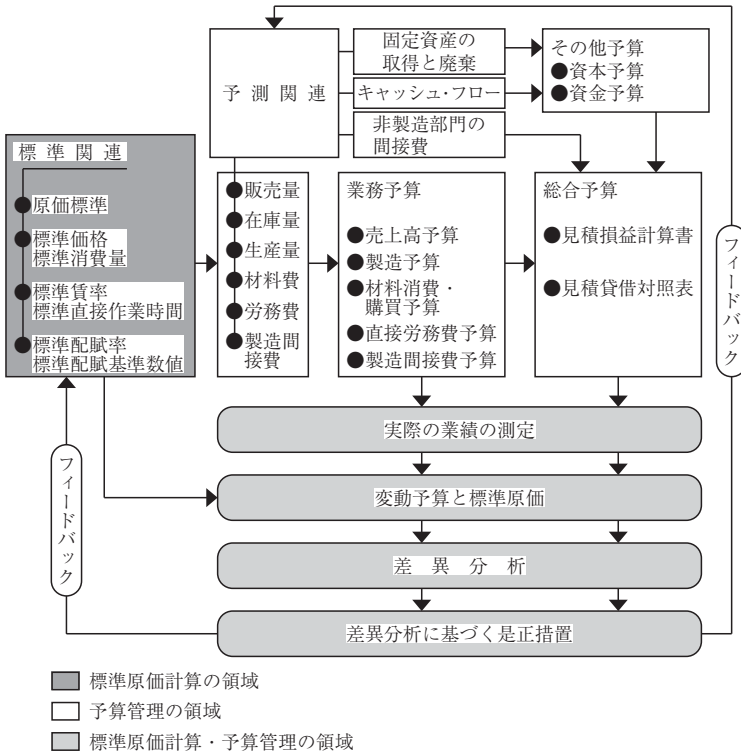 予測関連
固定資産の
取得と廃棄
キャッシュ・フロー
非製造部門の
間接費
その他予算
●資本予算
●資金予算
標準関連
●原価標準
●標準価格
標準消費量
●標準賃率
標準直接作業時間
●標準配賦率
標準配賦基準数値
●販売量
●在庫量
●生産量
●材料費
●労務費
●製造間
接費
業務予算
●売上高予算
●製造予算
●材料消費・
購買予算
●直接労務費予算
●製造間接費予算
総合予算
●見積損益計算書
●見積貸借対照表
フィードバック
実際の業績の測定
フィードバック
変動予算と標準原価
差異分析
差異分析に基づく是正措置
標準原価計算の領域
予算管理の領域
標準原価計算・予算管理の領域